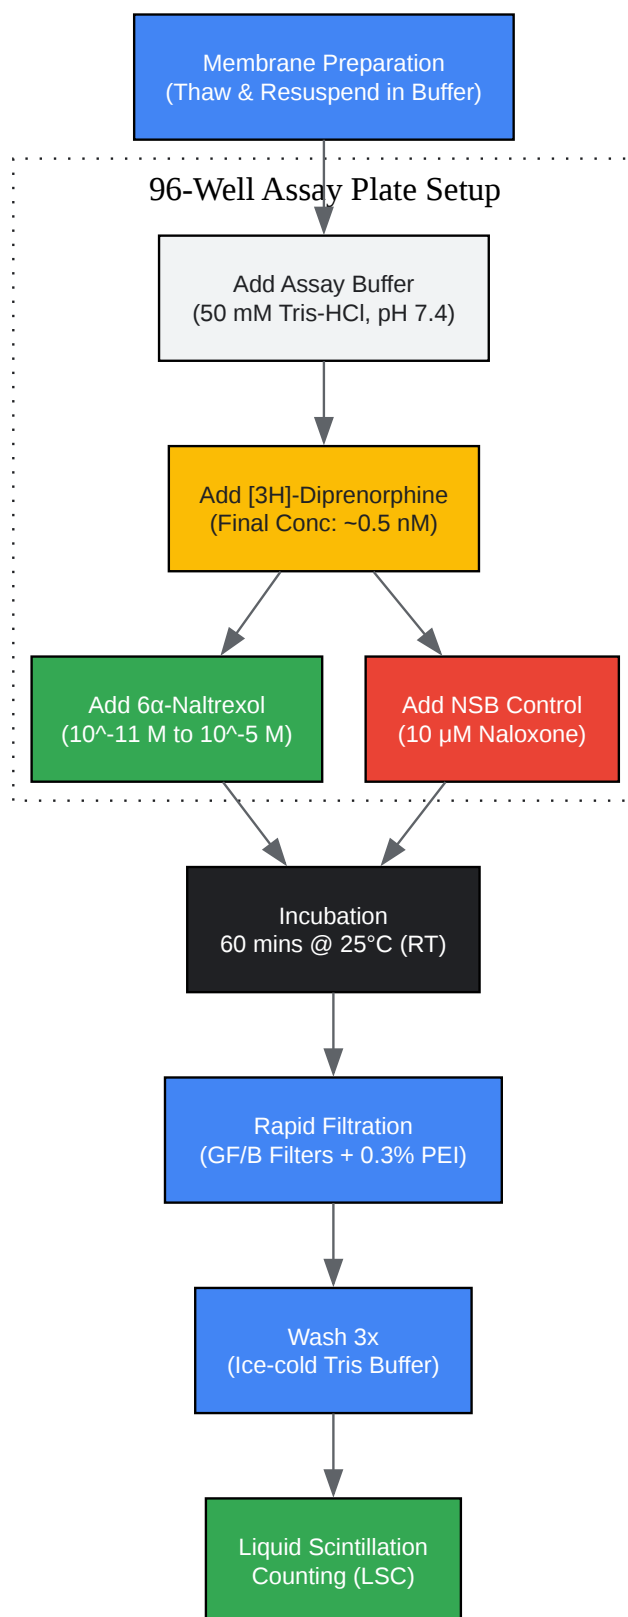 Membrane Preparation
(Thaw & Resuspend in Buffer)
96-Well Assay Plate Setup
Add Assay Buffer
(50 mM Tris-HCl, pH 7.4)
Add [3H]-Diprenorphine
(Final Conc: ~0.5 nM)
Add 6α-Naltrexol
(10^-11 M to 10^-5 M)
Add NSB Control
(10 μM Naloxone)
Incubation
60 mins @ 25°C (RT)
Rapid Filtration
(GF/B Filters + 0.3% PEI)
Wash 3x
(Ice-cold Tris Buffer)
Liquid Scintillation
Counting (LSC)